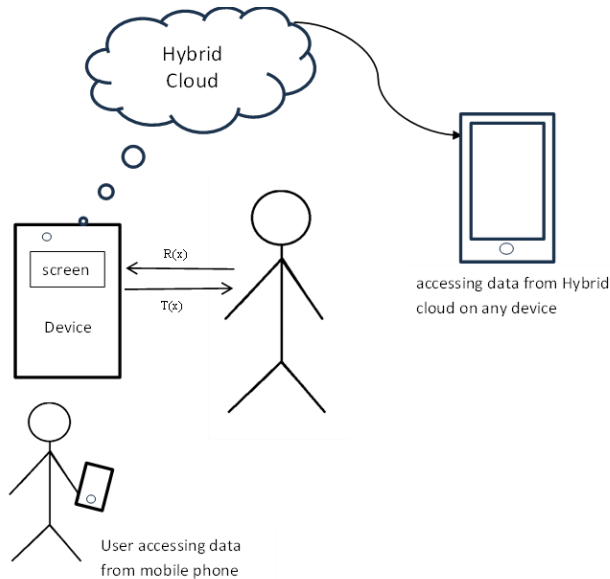 Hybrid
Cloud
R(x)
screen
T(x)
Device
accessing data from Hybrid
cloud on any device
User accessing data
from mobile phone